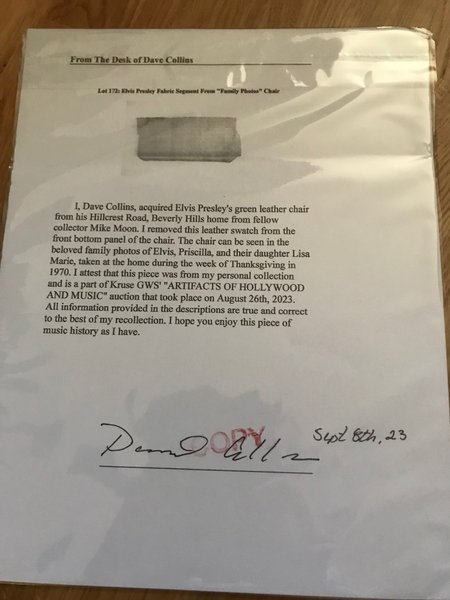 From The Desk of Dave Collins
Lot 172: Elvis Presley Fabric Segment From "Family Photos" Chair
I, Dave Collins, acquired Elvis Presley's green leather chair
from his Hillcrest Road, Beverly Hills home from fellow
collector Mike Moon. I removed this leather swatch from the
front bottom panel of the chair. The chair can be seen in the
beloved family photos of Elvis, Priscilla, and their daughter Lisa
Marie, taken at the home during the week of Thanksgiving in
1970. I attest that this piece was from my personal collection
and is a part of Kruse GWS' "ARTIFACTS OF HOLLYWOOD
AND MUSIC" auction that took place on August 26th, 2023.
All information provided in the descriptions are true and correct
to the best of my recollection. I hope you enjoy this piece of
music history as I have.
COPY
Sept 8th, 23